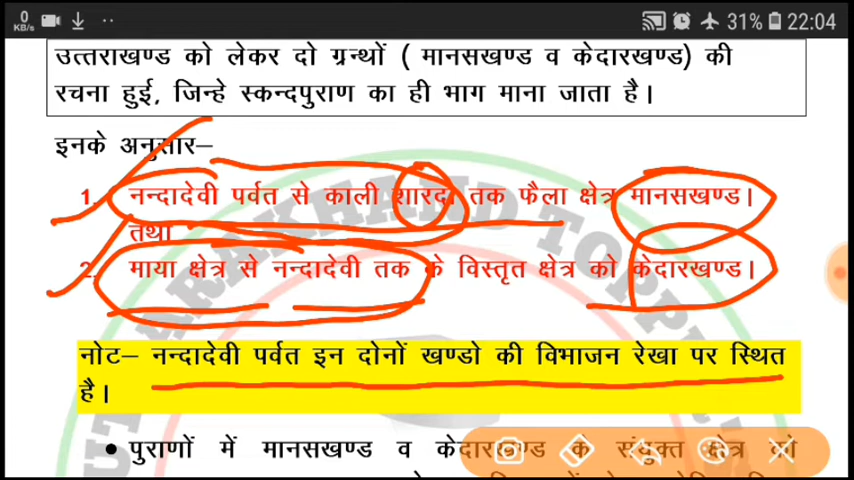 0 KB/s 31% 22:04
उत्तराखण्ड को लेकर दो ग्रन्थों ( मानसखण्ड व केदारखण्ड) की
रचना हुई, जिन्हे स्कन्दपुराण का ही भाग माना जाता है।
इनके अनुसार–
1. नन्दादेवी पर्वत से काली शारदा तक फैला क्षेत्र मानसखण्ड।
तथा
2. माया क्षेत्र से नन्दादेवी तक के विस्तृत क्षेत्र को केदारखण्ड।
नोट– नन्दादेवी पर्वत इन दोनों खण्डो की विभाजन रेखा पर स्थित
है।
• पुराणों में मानसखण्ड व केदारखण्ड के संयुक्त क्षेत्र को